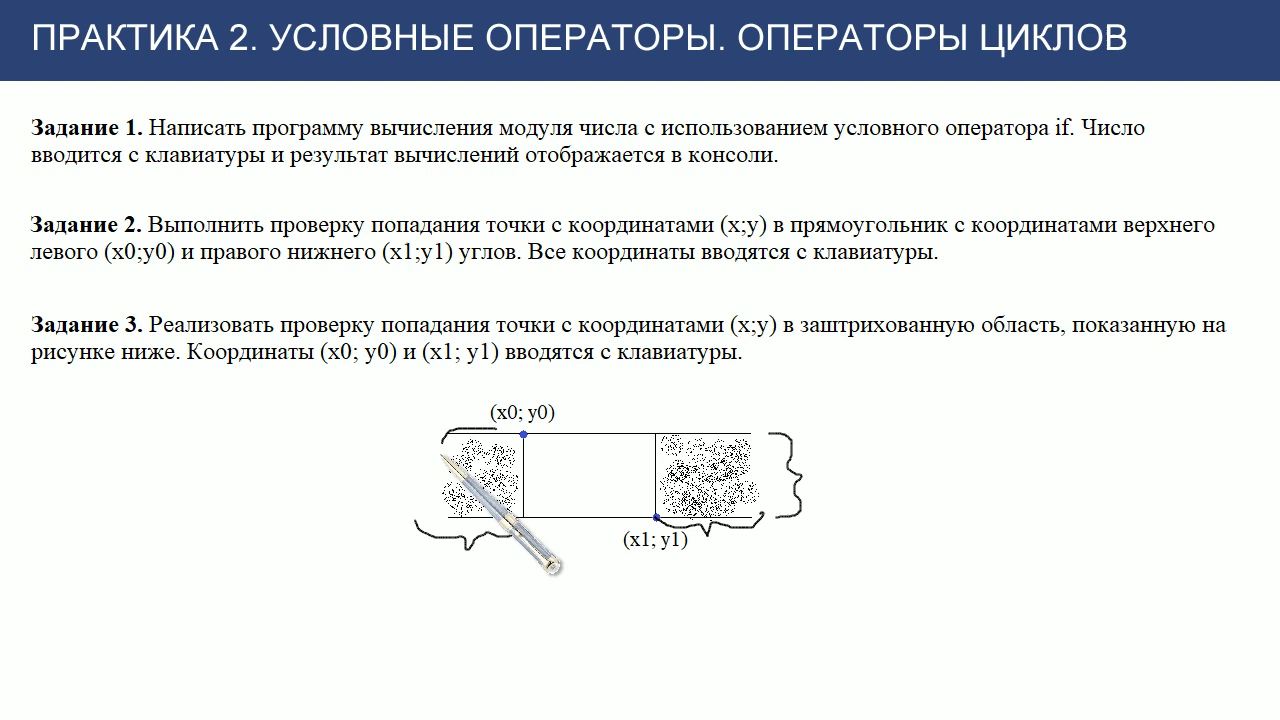 ПРАКТИКА 2. УСЛОВНЫЕ ОПЕРАТОРЫ. ОПЕРАТОРЫ ЦИКЛОВ
Задание 1. Написать программу вычисления модуля числа с использованием условного оператора if. Число
вводится с клавиатуры и результат вычислений отображается в консоли.
Задание 2. Выполнить проверку попадания точки с координатами (x;y) в прямоугольник с координатами верхнего
левого (x0;y0) и правого нижнего (x1;y1) углов. Все координаты вводятся с клавиатуры.
Задание 3. Реализовать проверку попадания точки с координатами (x;y) в заштрихованную область, показанную на
рисунке ниже. Координаты (x0; y0) и (x1; y1) вводятся с клавиатуры.
(x0; y0)
(x1; y1)